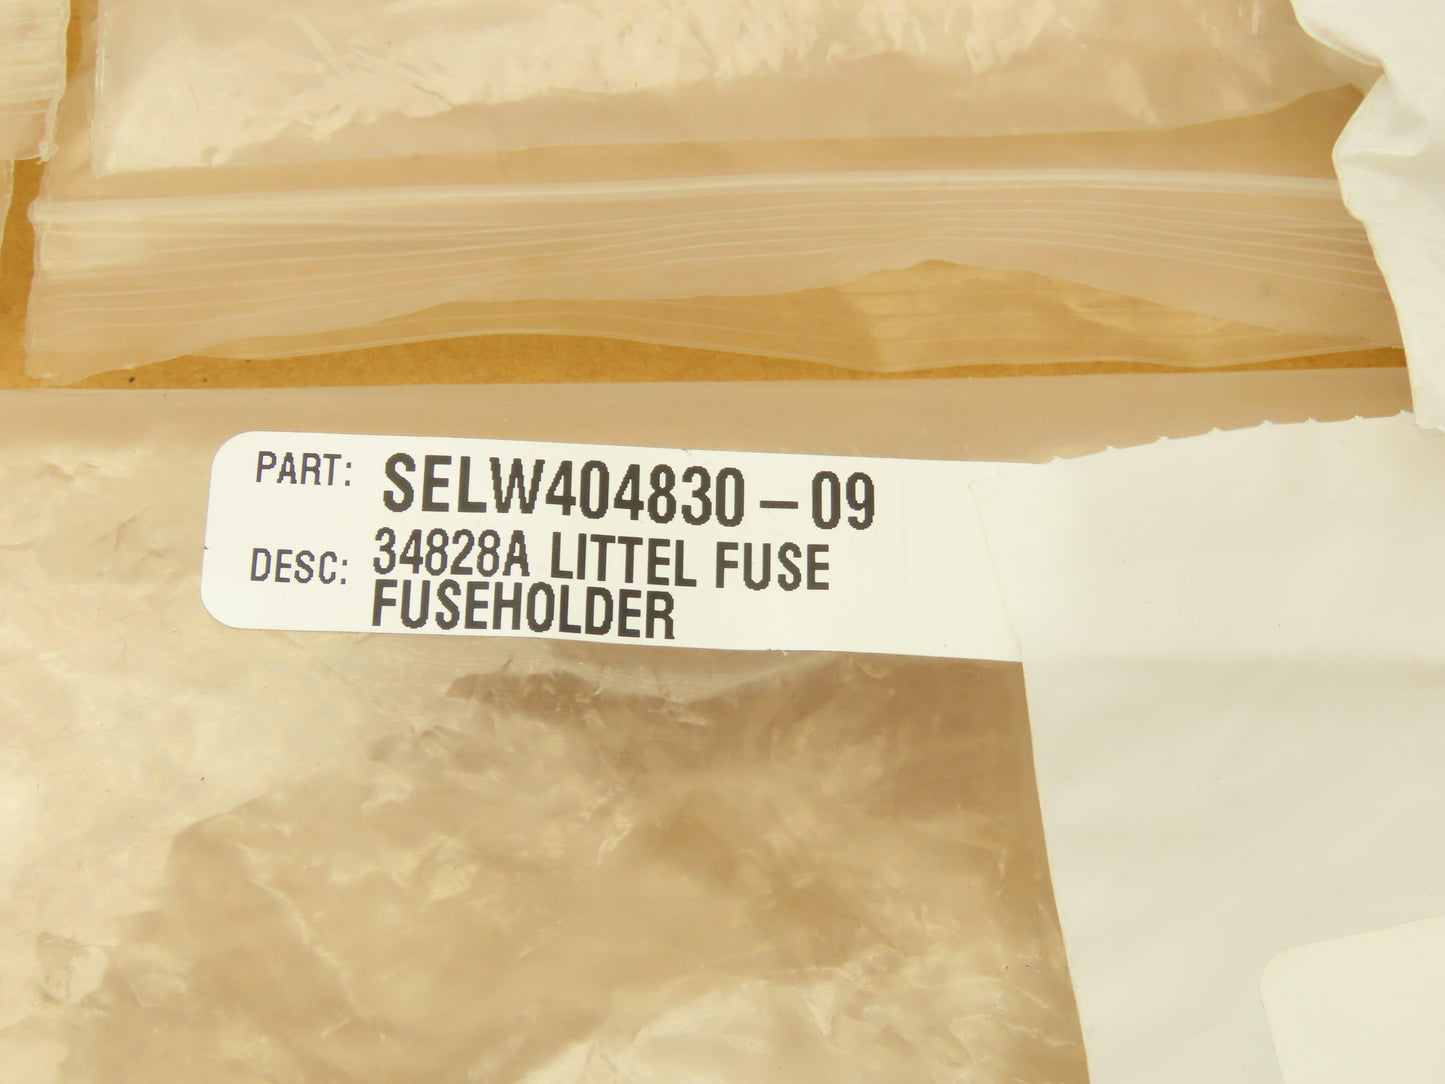 PART: SELW404830-09
DESC: 34828A LITTEL FUSE
FUSEHOLDER